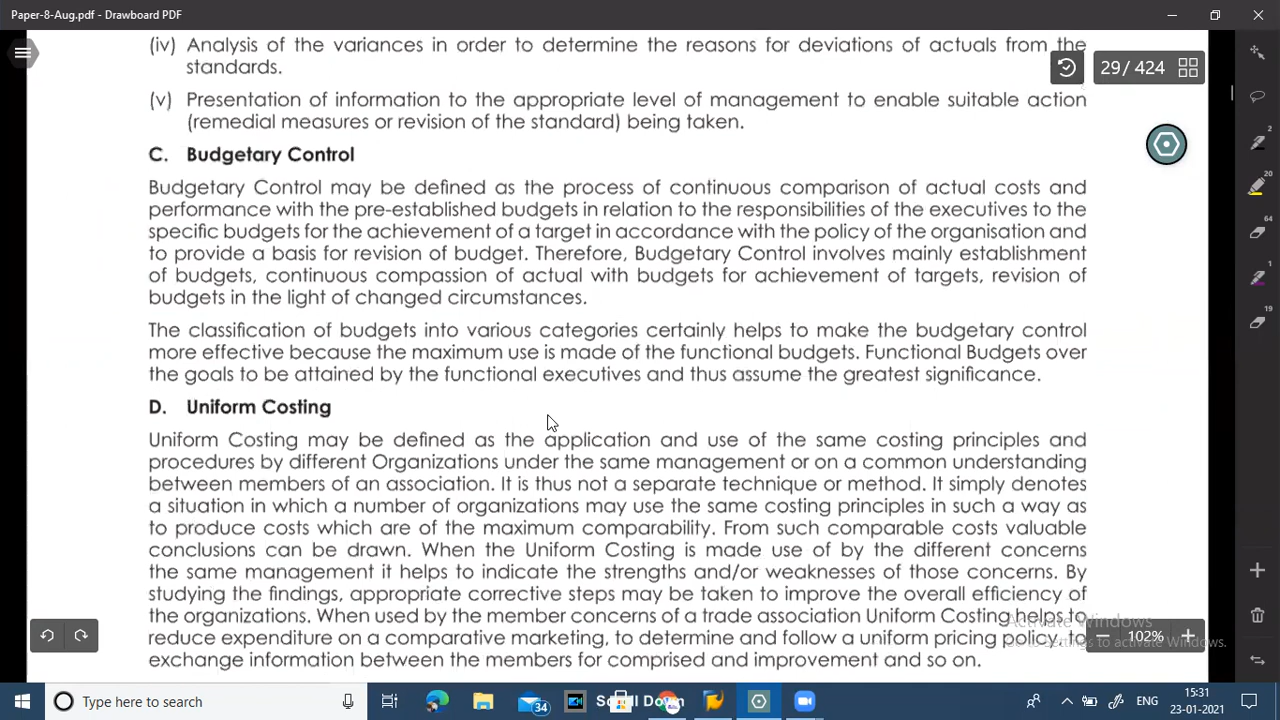 Paper-8-Aug.pdf - Drawboard PDF
(iv) Analysis of the variances in order to determine the reasons for deviations of actuals from the
standards.
29 / 424
2
(v) Presentation of information to the appropriate level of management to enable suitable action
(remedial measures or revision of the standard) being taken.
C. Budgetary Control
20
Budgetary Control may be defined as the process of continuous comparison of actual costs and
performance with the pre-established budgets in relation to the responsibilities of the executives to the
64
specific budgets for the achievement of a target in accordance with the policy of the organisation and
to provide a basis for revision of budget. Therefore, Budgetary Control involves mainly establishment
1
of budgets, continuous compassion of actual with budgets for achievement of targets, revision of
budgets in the light of changed circumstances.
19
The classification of budgets into various categories certainly helps to make the budgetary control
more effective because the maximum use is made of the functional budgets. Functional Budgets over
the goals to be attained by the functional executives and thus assume the greatest significance.
D. Uniform Costing
Uniform Costing may be defined as the application and use of the same costing principles and
procedures by different Organizations under the same management or on a common understanding
between members of an association. It is thus not a separate technique or method. It simply denotes
a situation in which a number of organizations may use the same costing principles in such a way as
to produce costs which are of the maximum comparability. From such comparable costs valuable
conclusions can be drawn. When the Uniform Costing is made use of by the different concerns
the same management it helps to indicate the strengths and/or weaknesses of those concerns. By
studying the findings, appropriate corrective steps may be taken to improve the overall efficiency of
the organizations. When used by the member concerns of a trade association Uniform Costing helps to
reduce expenditure on a cooperative marketing, to determine and follow a uniform pricing policy, to
exchange information between the members for comprised and improvement and so on.
Activate Windows
Go to Settings to activate Windows.
102%
Type here to search
34
Scroll Down
ENG
15:31
23-01-2021